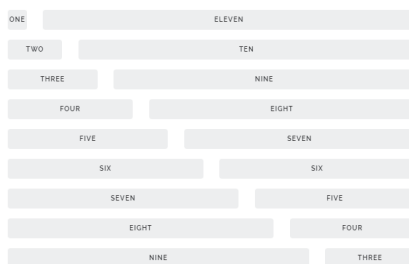 ONE ELEVEN
TWO TEN
THREE NINE
FOUR EIGHT
FIVE SEVEN
SIX SIX
SEVEN FIVE
EIGHT FOUR
NINE THREE